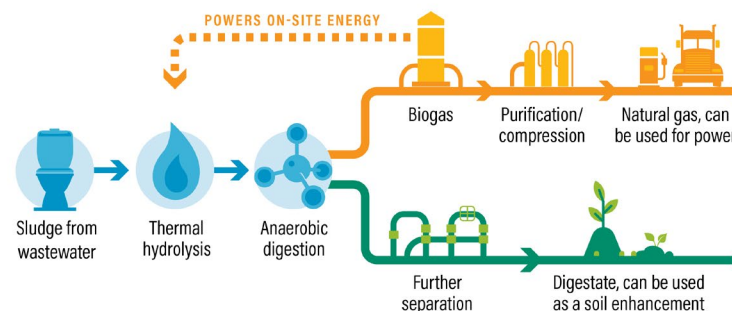 POWERS ON-SITE ENERGY
Biogas
Purification/
compression
Natural gas, can
be used for power
Sludge from
wastewater
Thermal
hydrolysis
Anaerobic
digestion
Further
separation
Digestate, can be used
as a soil enhancement